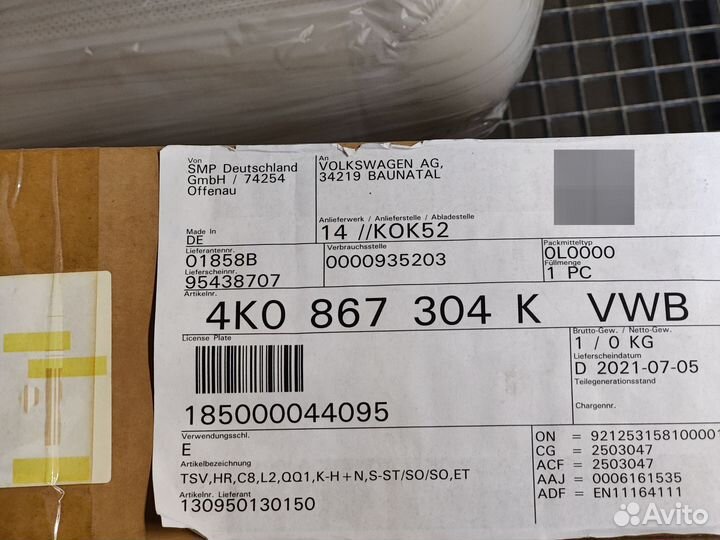 Von
SMP Deutschland
GmbH / 74254
Offenau
An
VOLKSWAGEN AG,
34219 BAUNATAL
Made In
DE
Anlieferwerk / Anlieferstelle / Abladestelle
14 //KOK52
Lieferantennr.
01858B
Verbrauchsstelle
0000935203
Packmitteltyp
0L0000
Füllmenge
1 PC
Lieferscheinnr.
95438707
Artikelnr.
4K0 867 304 K VWB
License Plate
185000044095
Brutto-Gew. / Netto-Gew.
1 / 0 KG
Lieferscheindatum
D 2021-07-05
Teilegenerationsstand
Chargennr.
Verwendungsschl.
E
Artikelbezeichnung
TSV,HR,C8,L2,QQ1,K-H+N,S-ST/SO/SO,ET
Artikelnr. Lieferant
130950130150
ON = 921253158100001
CG = 2503047
ACF = 2503047
AAJ = 0006161535
ADF = EN11164111
Avito